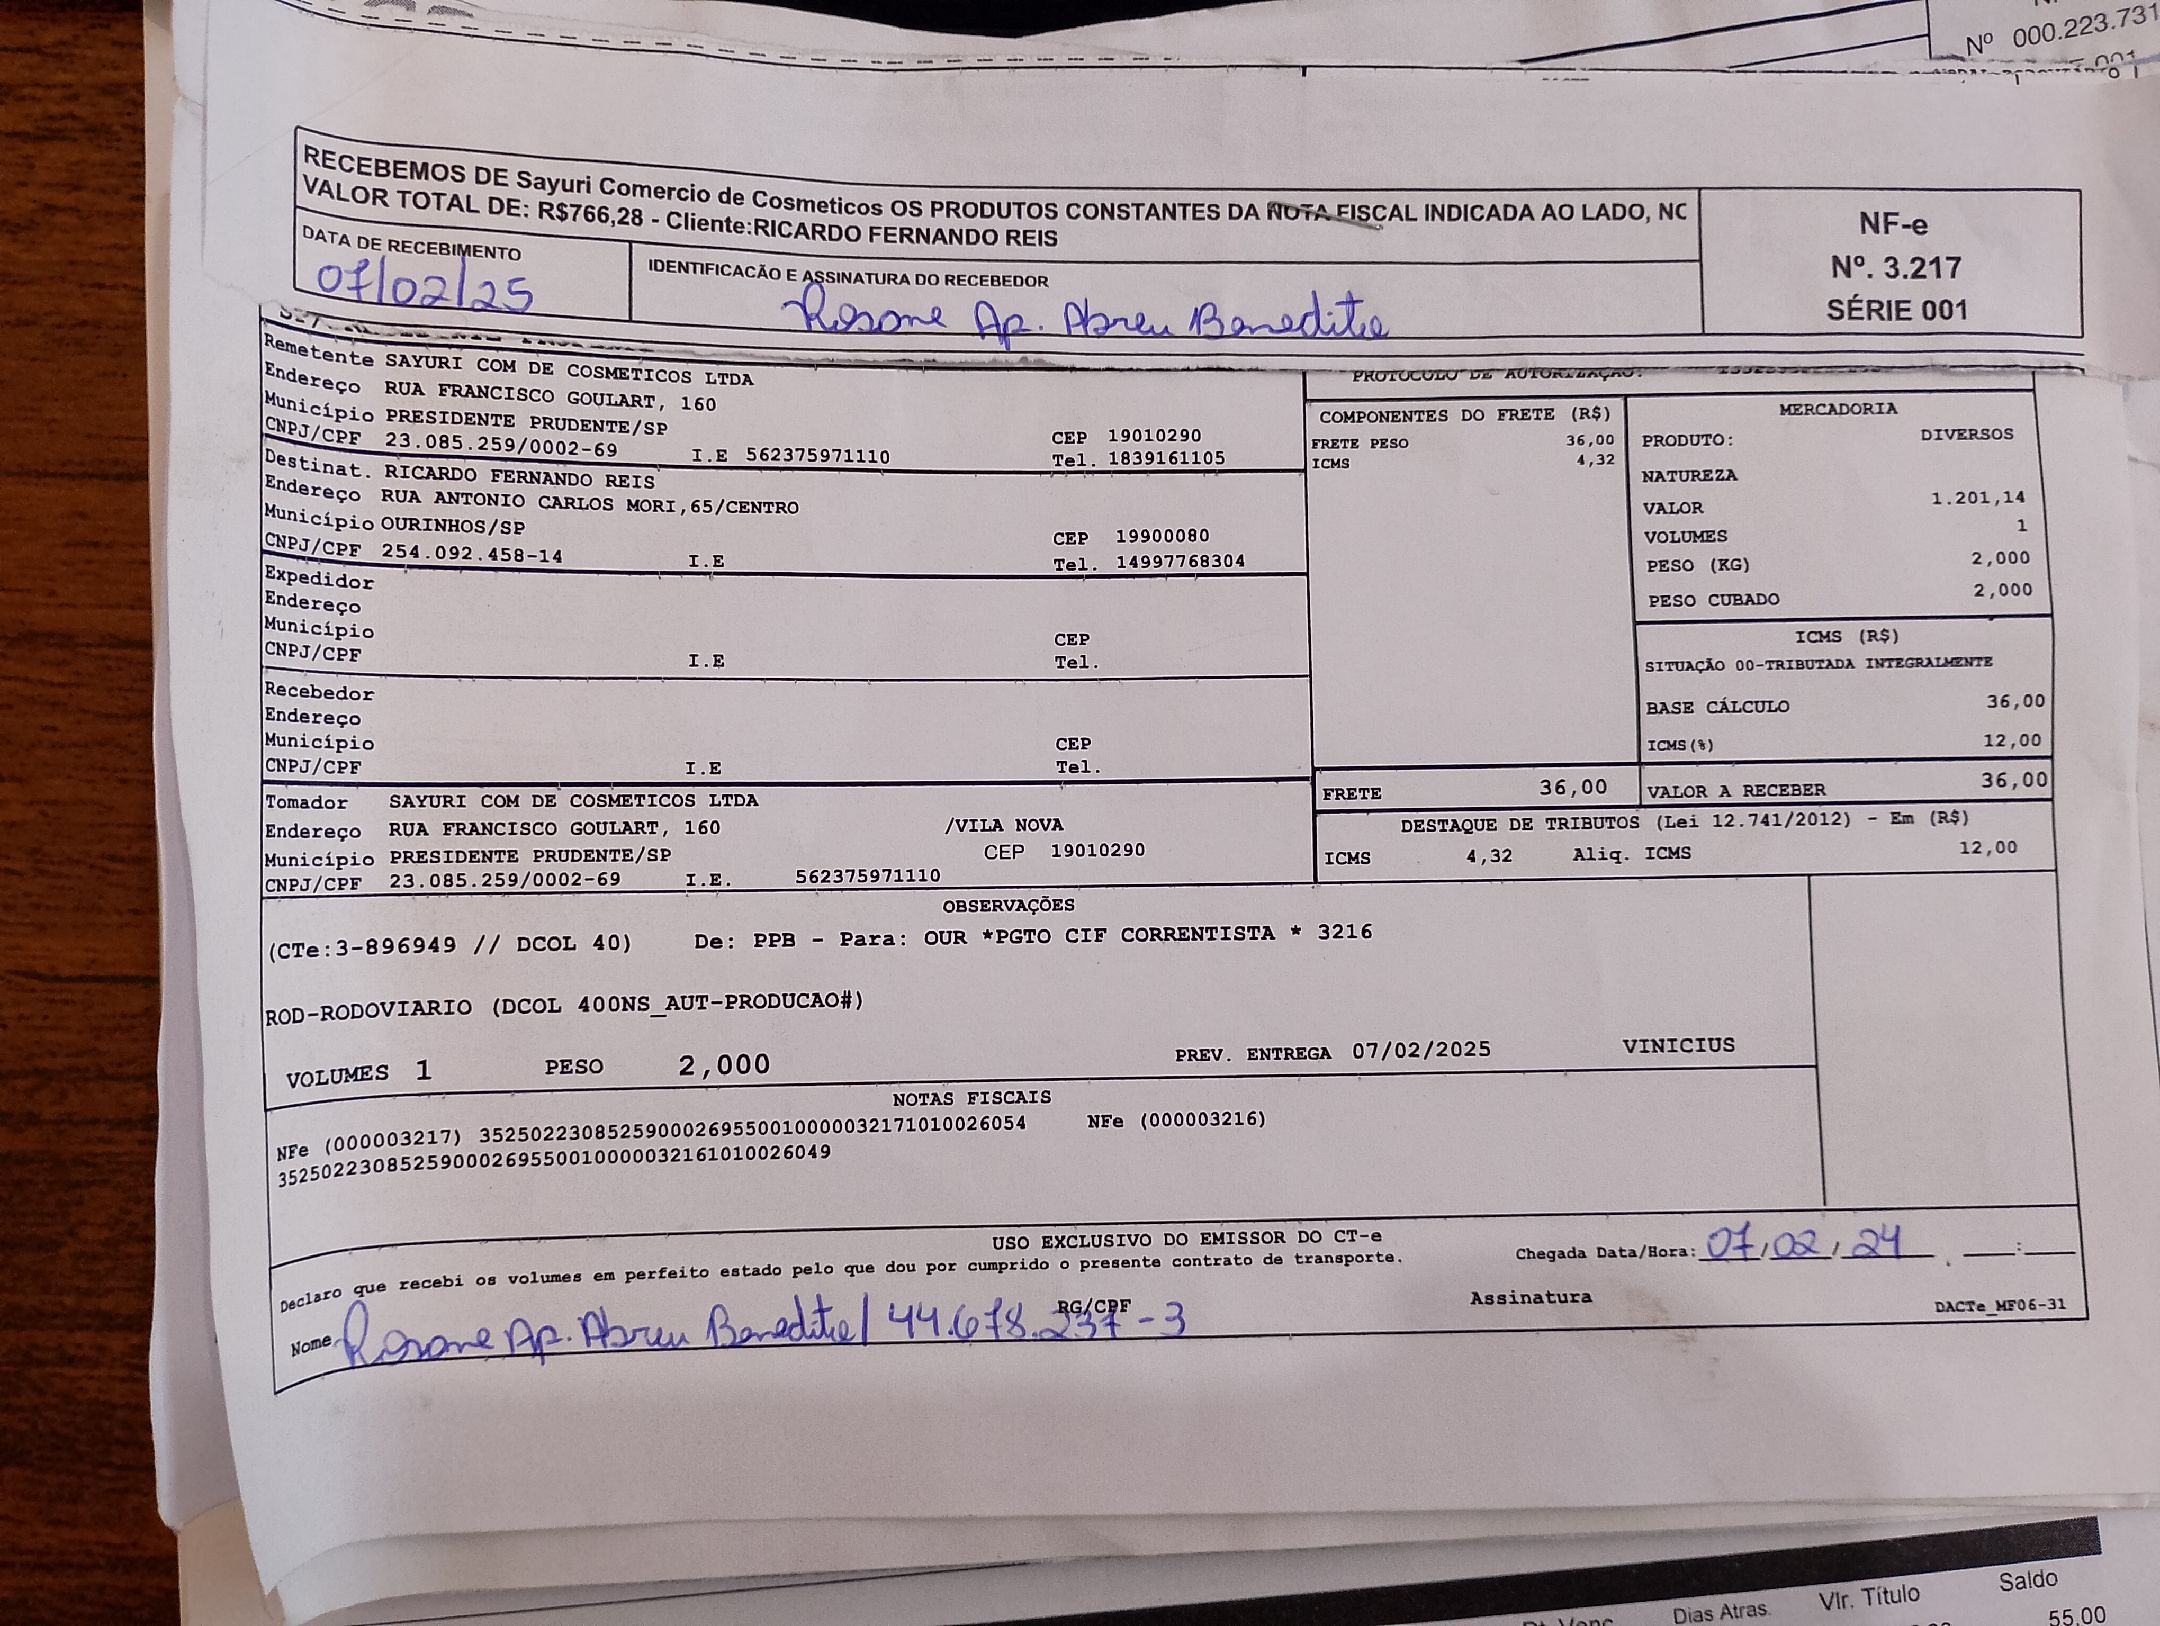 Nº 000.223.731
RECEBEMOS DE Sayuri Comercio de Cosmeticos OS PRODUTOS CONSTANTES DA NOTA FISCAL INDICADA AO LADO, NC
VALOR TOTAL DE: R$766,28 - Cliente:RICARDO FERNANDO REIS
DATA DE RECEBIMENTO
07/02/25
IDENTIFICACÃO E ASSINATURA DO RECEBEDOR
Rosane Ap. Abreu Benedita
NF-e
Nº. 3.217
SÉRIE 001
Remetente SAYURI COM DE COSMETICOS LTDA
Endereço RUA FRANCISCO GOULART, 160
Município PRESIDENTE PRUDENTE/SP CEP 19010290
CNPJ/CPF 23.085.259/0002-69 I.E 562375971110 Tel. 1839161105
Destinat. RICARDO FERNANDO REIS
Endereço RUA ANTONIO CARLOS MORI,65/CENTRO
Município OURINHOS/SP CEP 19900080
CNPJ/CPF 254.092.458-14 I.E Tel. 14997768304
Expedidor
Endereço
Município CEP
CNPJ/CPF I.E Tel.
Recebedor
Endereço
Município CEP
CNPJ/CPF I.E Tel.
Tomador SAYURI COM DE COSMETICOS LTDA
Endereço RUA FRANCISCO GOULART, 160 /VILA NOVA
Município PRESIDENTE PRUDENTE/SP CEP 19010290
CNPJ/CPF 23.085.259/0002-69 I.E. 562375971110
PROTOCOLO DE AUTORIZAÇÃO:
COMPONENTES DO FRETE (R$)
FRETE PESO 36,00
ICMS 4,32
FRETE 36,00
MERCADORIA
PRODUTO: DIVERSOS
NATUREZA
VALOR 1.201,14
VOLUMES 1
PESO (KG) 2,000
PESO CUBADO 2,000
ICMS (R$)
SITUAÇÃO 00-TRIBUTADA INTEGRALMENTE
BASE CÁLCULO 36,00
ICMS(%) 12,00
VALOR A RECEBER 36,00
DESTAQUE DE TRIBUTOS (Lei 12.741/2012) - Em (R$)
ICMS 4,32 Aliq. ICMS 12,00
OBSERVAÇÕES
(CTe:3-896949 // DCOL 40) De: PPB - Para: OUR *PGTO CIF CORRENTISTA * 3216
ROD-RODOVIARIO (DCOL 400NS_AUT-PRODUCAO#)
VOLUMES 1 PESO 2,000 PREV. ENTREGA 07/02/2025 VINICIUS
NOTAS FISCAIS
NFe (000003217) 35250223085259000269550010000032171010026054 NFe (000003216)
35250223085259000269550010000032161010026049
USO EXCLUSIVO DO EMISSOR DO CT-e
Declaro que recebi os volumes em perfeito estado pelo que dou por cumprido o presente contrato de transporte.
Chegada Data/Hora: 07/02/24 :
Nome Rosane Ap. Abreu Benedita / 44.678.237-3
RG/CPF
Assinatura
DACTe_MF06-31
Dias Atras. Vlr. Título Saldo
55,00